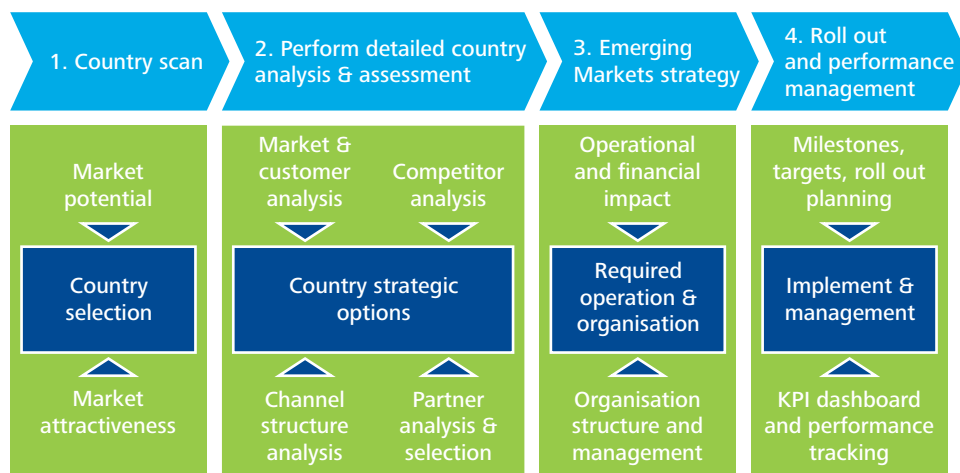 1. Country scan
2. Perform detailed country
analysis & assessment
3. Emerging
Markets strategy
4. Roll out
and performance
management
Market
potential
Country
selection
Market
attractiveness
Market &
customer
analysis
Competitor
analysis
Country strategic
options
Channel
structure
analysis
Partner
analysis &
selection
Operational
and financial
impact
Required
operation &
organisation
Organisation
structure and
management
Milestones,
targets, roll out
planning
Implement &
management
KPI dashboard
and performance
tracking